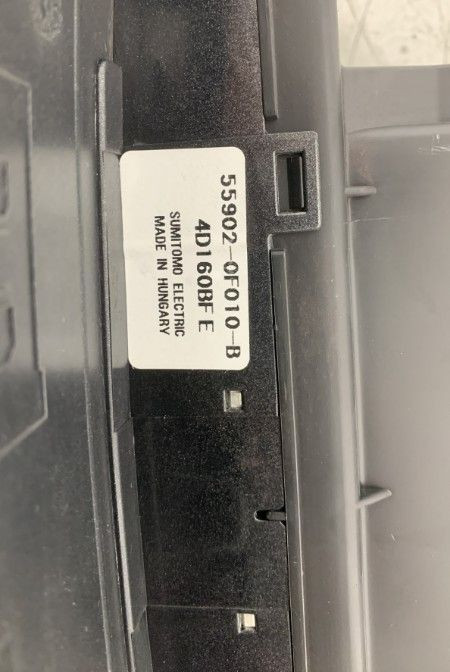 55902-0F010-B
4D160BF E
SUMITOMO ELECTRIC
MADE IN HUNGARY